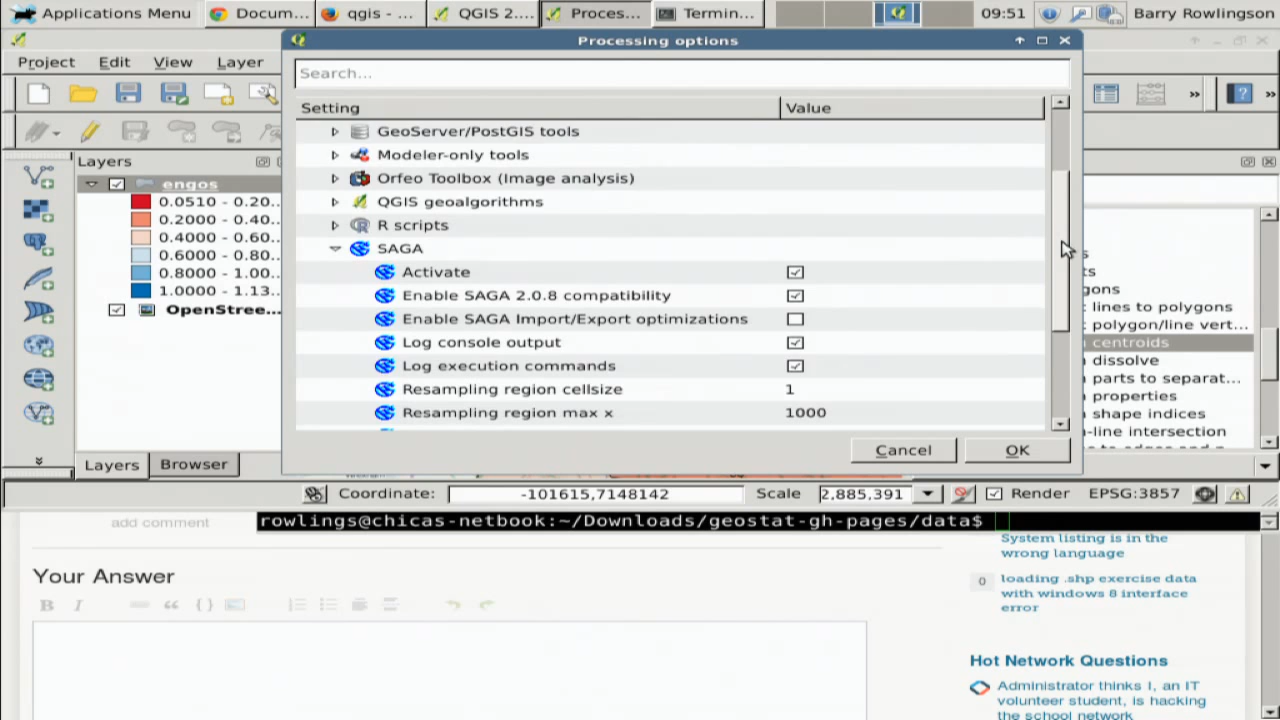 Applications Menu
Docum...
qgis - ...
QGIS 2....
Proces...
Termin...
09:51
Barry Rowlingson
Processing options
Project Edit View Layer
Search...
Setting
Value
GeoServer/PostGIS tools
Modeler-only tools
Orfeo Toolbox (Image analysis)
QGIS geoalgorithms
R scripts
SAGA
Activate
Enable SAGA 2.0.8 compatibility
Enable SAGA Import/Export optimizations
Log console output
Log execution commands
Resampling region cellsize 1
Resampling region max x 1000
Cancel
OK
Layers
engos
0.0510 - 0.20...
0.2000 - 0.40...
0.4000 - 0.60...
0.6000 - 0.80...
0.8000 - 1.00...
1.0000 - 1.13...
OpenStree...
lines to polygons
polygon/line vert...
centroids
dissolve
parts to separat...
properties
shape indices
-line intersection
Layers
Browser
Coordinate: -101615,7148142 Scale 2,885,391 Render EPSG:3857
add comment
rowlings@chicas-netbook:~/Downloads/geostat-gh-pages/data$
Your Answer
B I
System listing is in the
wrong language
0
loading .shp exercise data
with windows 8 interface
error
Hot Network Questions
Administrator thinks I, an IT
volunteer student, is hacking
the school network